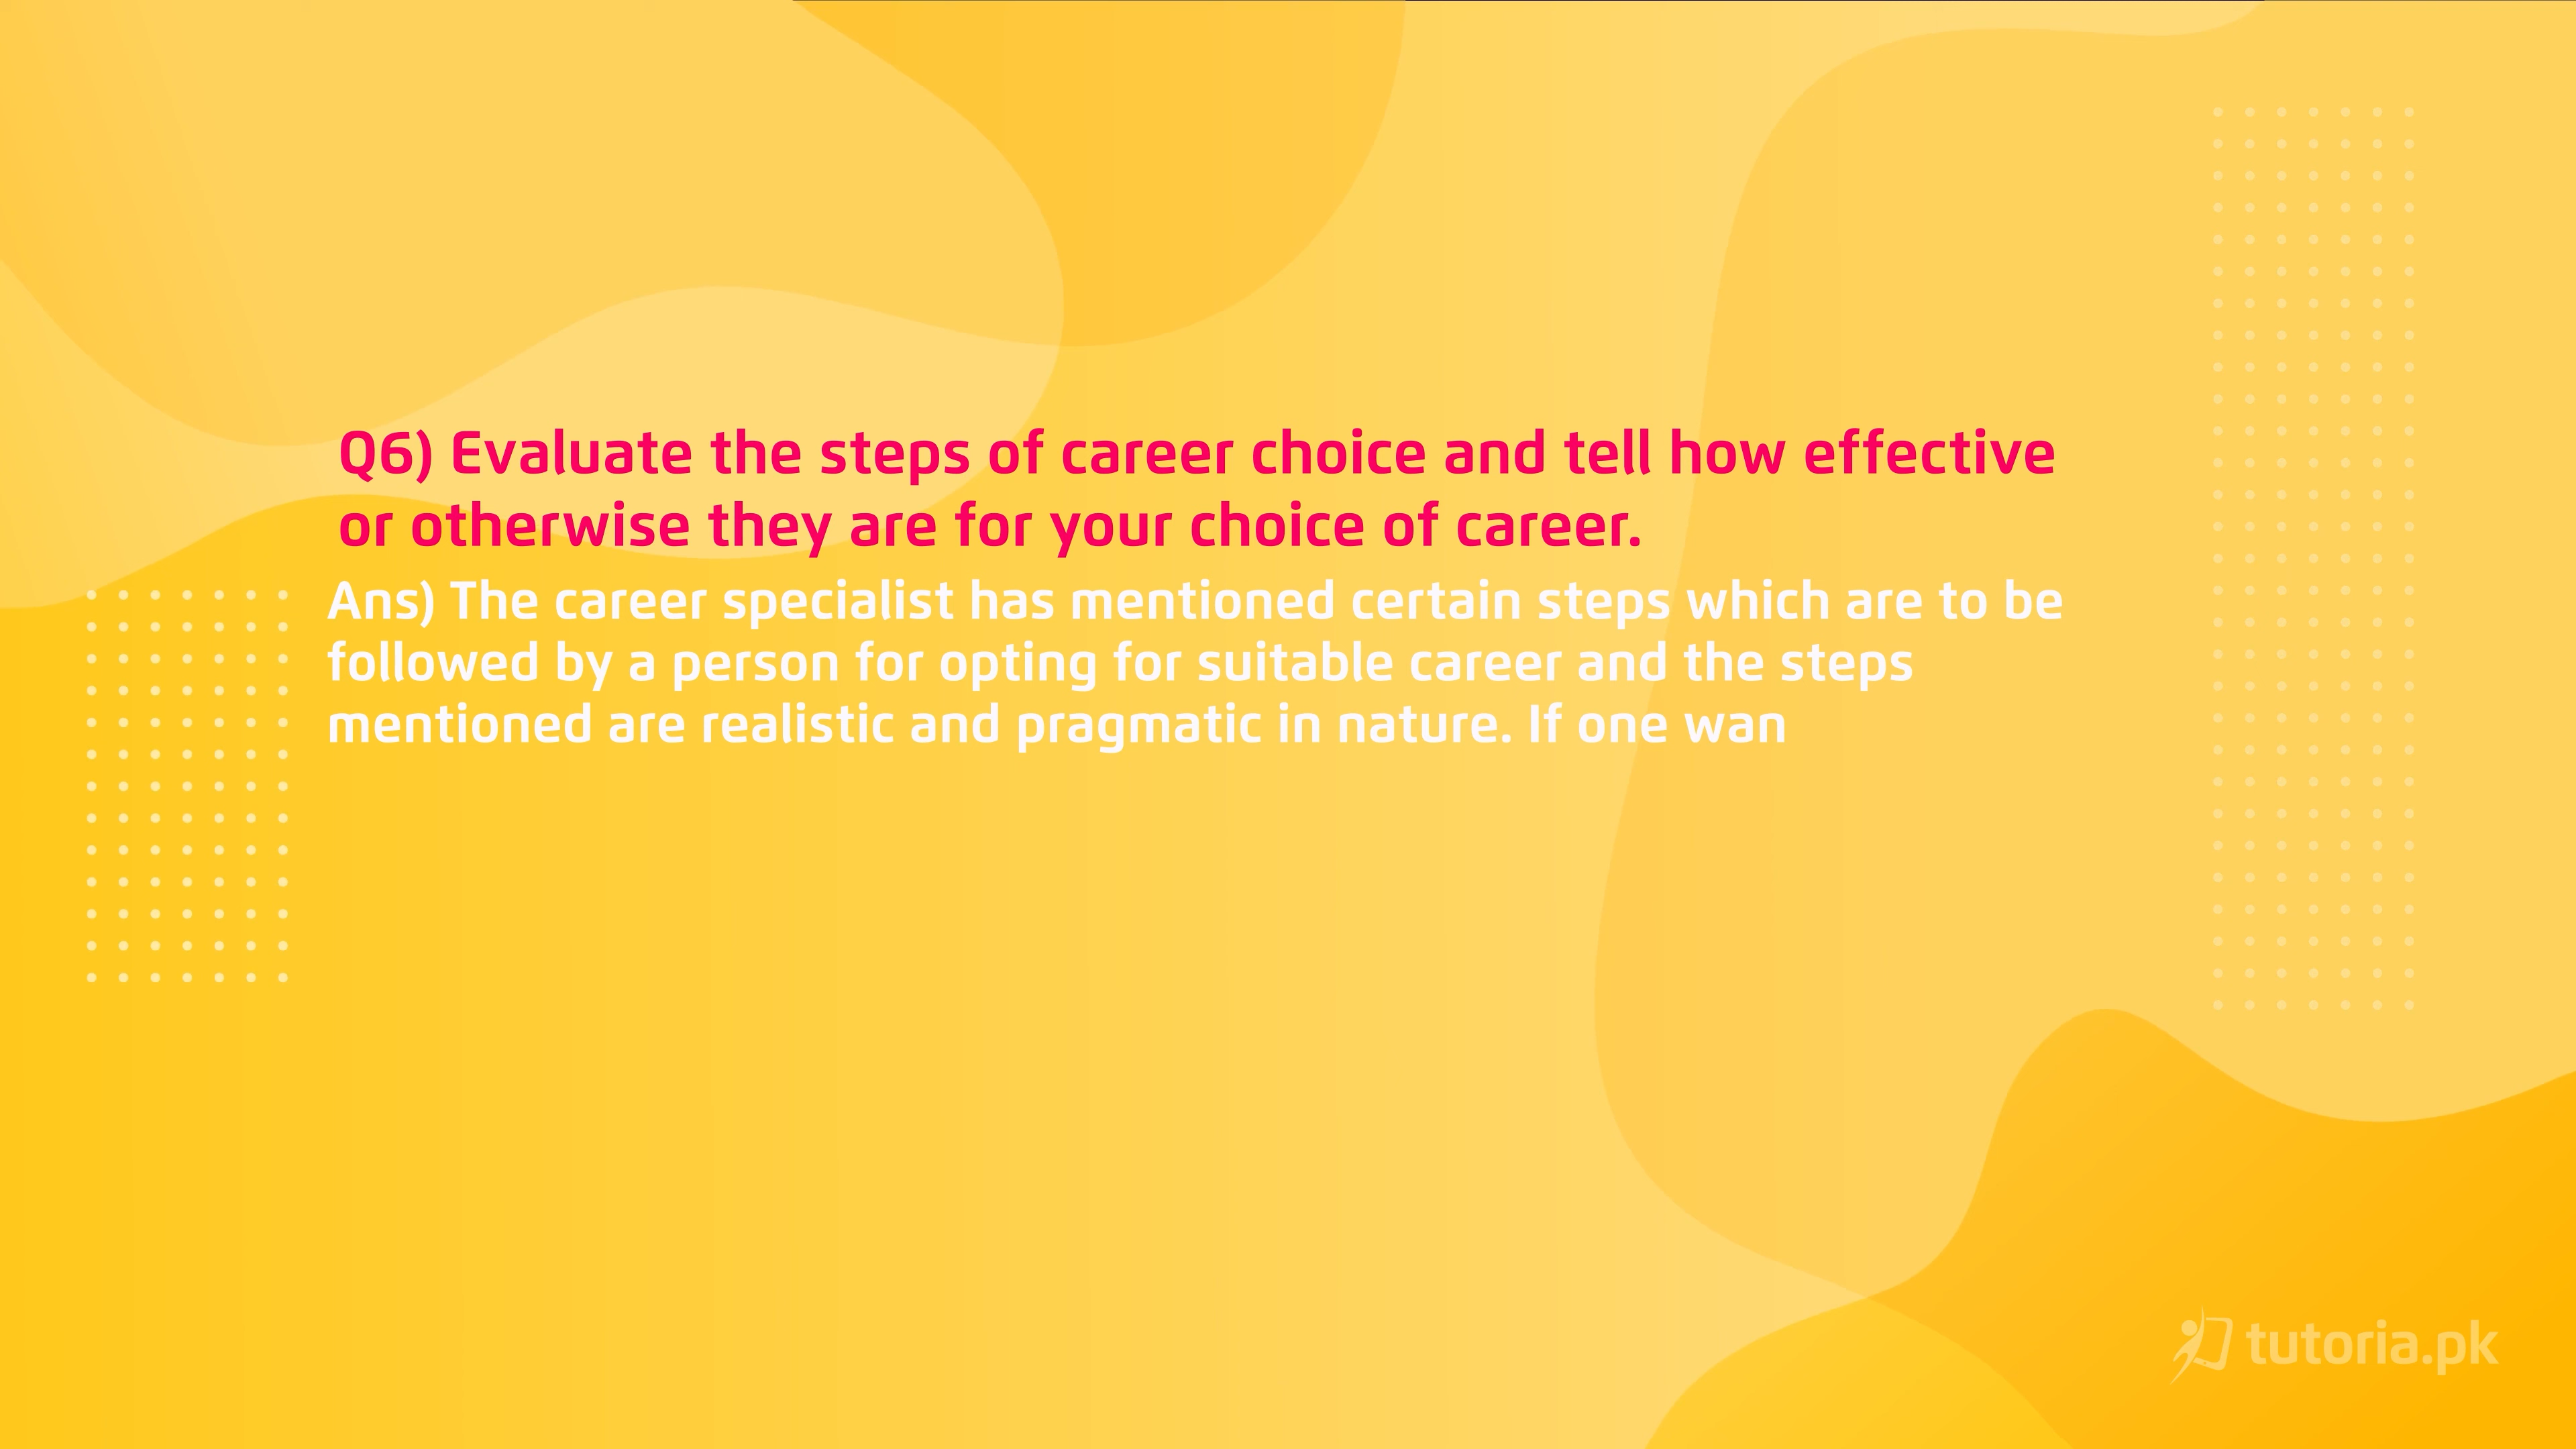 Q6) Evaluate the steps of career choice and tell how effective
or otherwise they are for your choice of career.
Ans) The career specialist has mentioned certain steps which are to be
followed by a person for opting for suitable career and the steps
mentioned are realistic and pragmatic in nature. If one wan
tutoria.pk